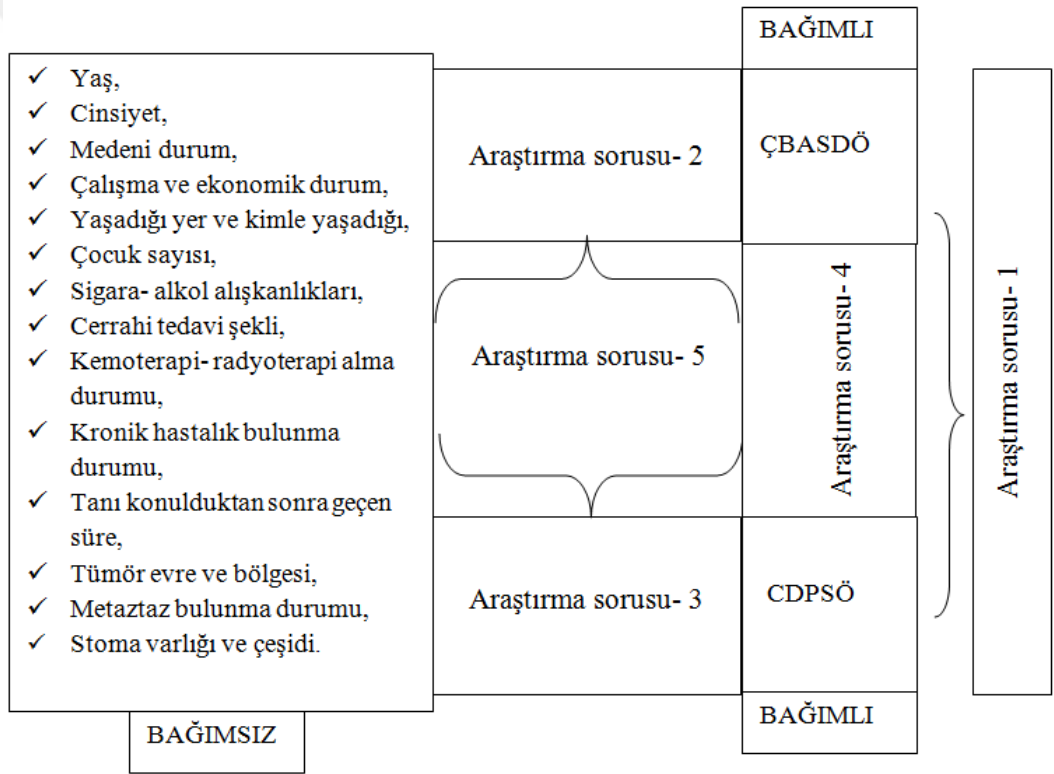 BAĞIMLI
Yaş,
Cinsiyet,
Medeni durum,
Çalışma ve ekonomik durum,
Yaşadığı yer ve kimle yaşadığı,
Çocuk sayısı,
Sigara- alkol alışkanlıkları,
Cerrahi tedavi şekli,
Kemoterapi- radyoterapi alma
durumu,
Kronik hastalık bulunma
durumu,
Tanı konulduktan sonra geçen
süre,
Tümör evre ve bölgesi,
Metaztaz bulunma durumu,
Stoma varlığı ve çeşidi.
BAĞIMSIZ
Araştırma sorusu- 2
Araştırma sorusu- 5
Araştırma sorusu- 3
ÇBASDÖ
Araştırma sorusu- 4
CDPSÖ
BAĞIMLI
Araştırma sorusu- 1